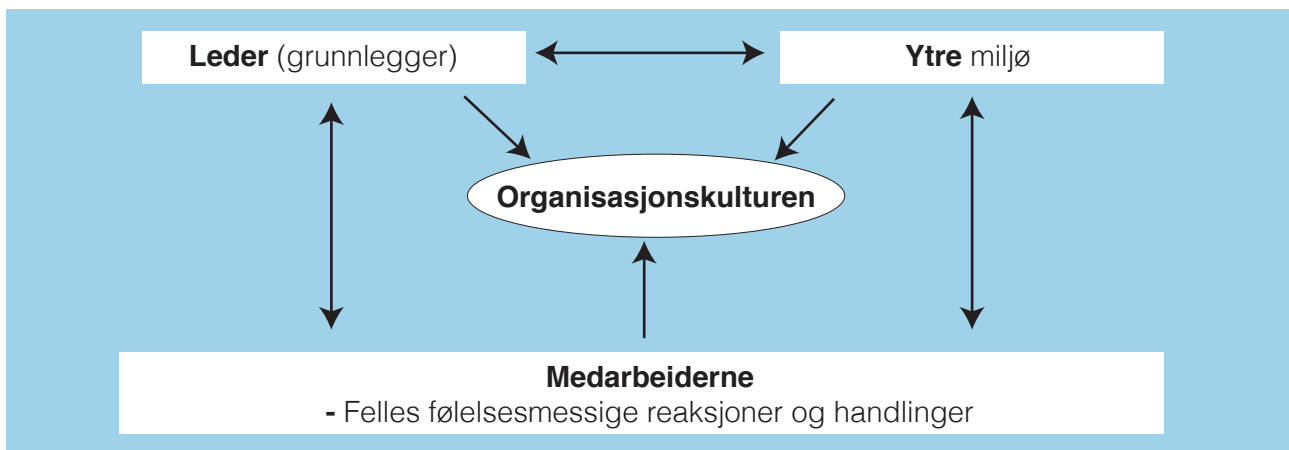 Leder (grunnlegger)
Ytre miljø
Organisasjonskulturen
Medarbeiderne
- Felles følelsesmessige reaksjoner og handlinger